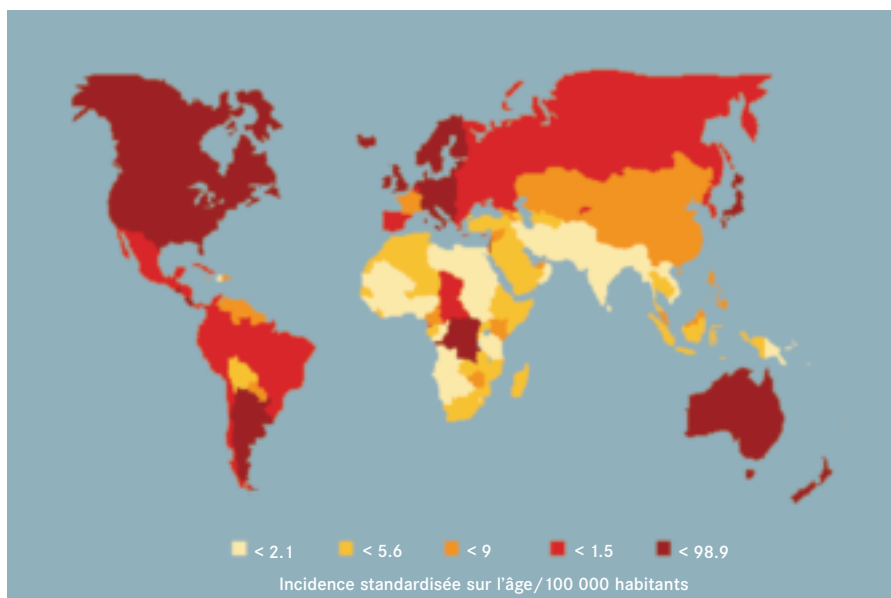 < 2.1 < 5.6 < 9 < 1.5 < 98.9
Incidence standardisée sur l'âge/100 000 habitants